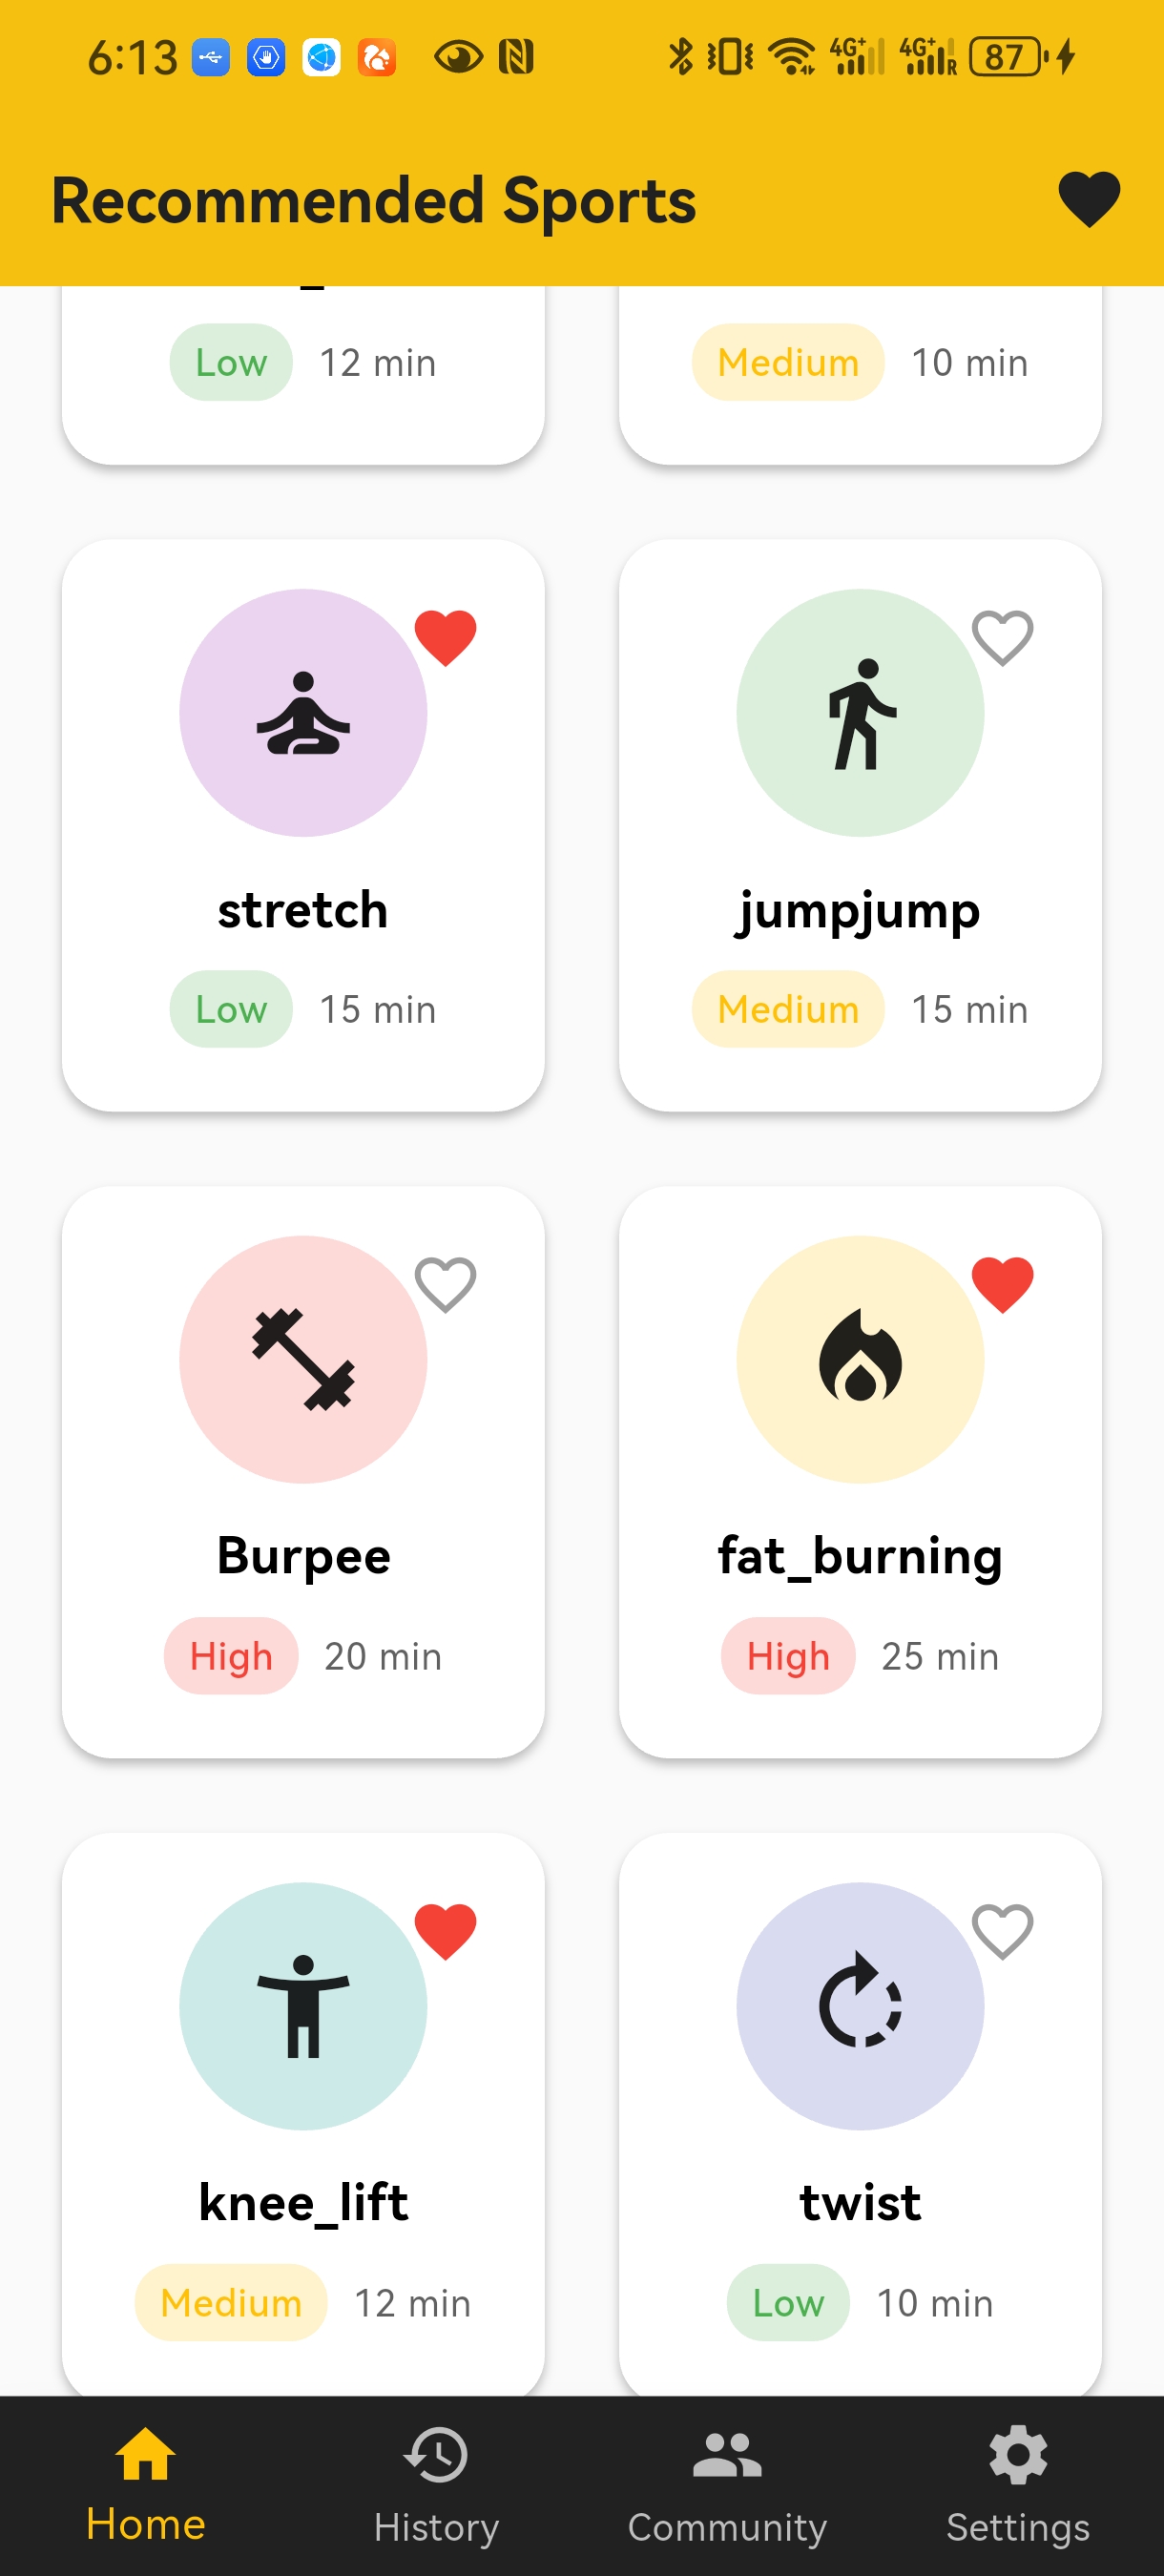 6:13 4G+ 4G+ R 87
Recommended Sports
Low 12 min
Medium 10 min
stretch
Low 15 min
jumpjump
Medium 15 min
Burpee
High 20 min
fat_burning
High 25 min
knee_lift
Medium 12 min
twist
Low 10 min
Home
History
Community
Settings